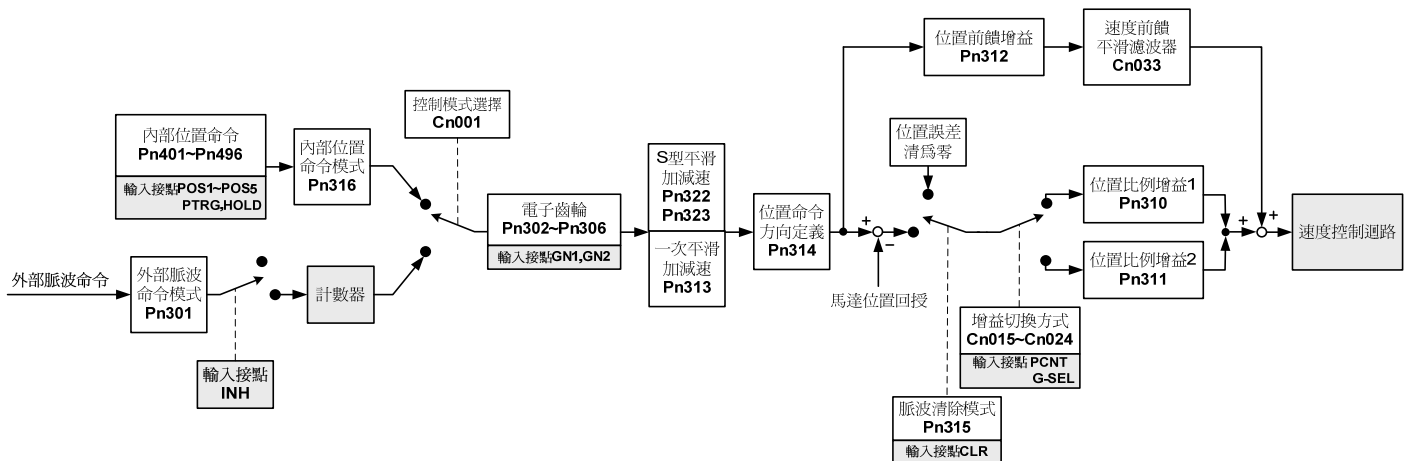 內部位置命令
Pn401~Pn496
輸入接點POS1~POS5
PTRG,HOLD
內部位置
命令模式
Pn316
控制模式選擇
Cn001
外部脈波命令
外部脈波
命令模式
Pn301
輸入接點
INH
計數器
電子齒輪
Pn302~Pn306
輸入接點GN1,GN2
S型平滑
加減速
Pn322
Pn323
一次平滑
加減速
Pn313
位置命令
方向定義
Pn314
+
−
馬達位置回授
位置前饋增益
Pn312
速度前饋
平滑濾波器
Cn033
位置誤差
清為零
位置比例增益1
Pn310
位置比例增益2
Pn311
增益切換方式
Cn015~Cn024
輸入接點 PCNT
G-SEL
脈波清除模式
Pn315
輸入接點CLR
+
+
速度控制迴路